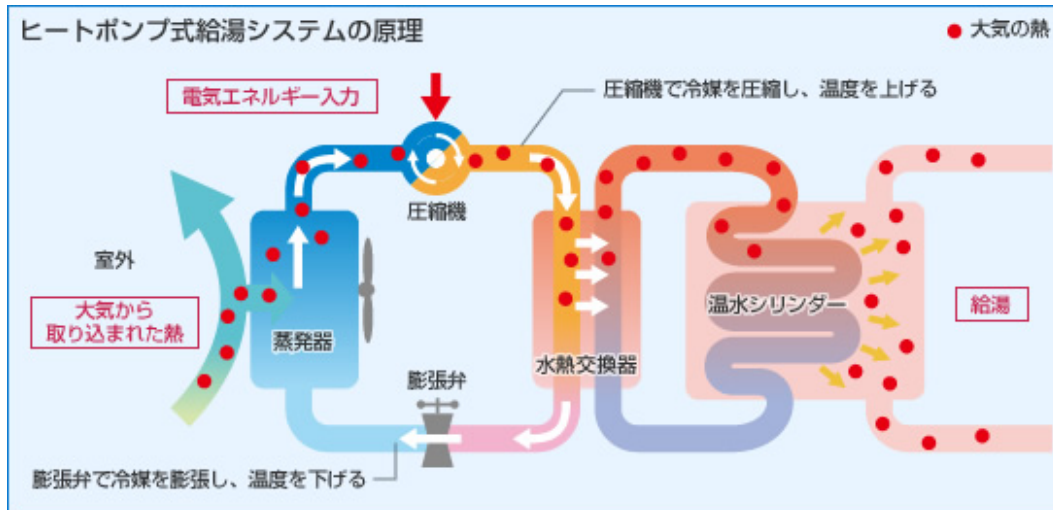 ヒートポンプ式給湯システムの原理
大気の熱
電気エネルギー入力
圧縮機で冷媒を圧縮し、温度を上げる
圧縮機
室外
大気から
取り込まれた熱
蒸発器
水熱交換器
温水シリンダー
給湯
膨張弁
膨張弁で冷媒を膨張し、温度を下げる